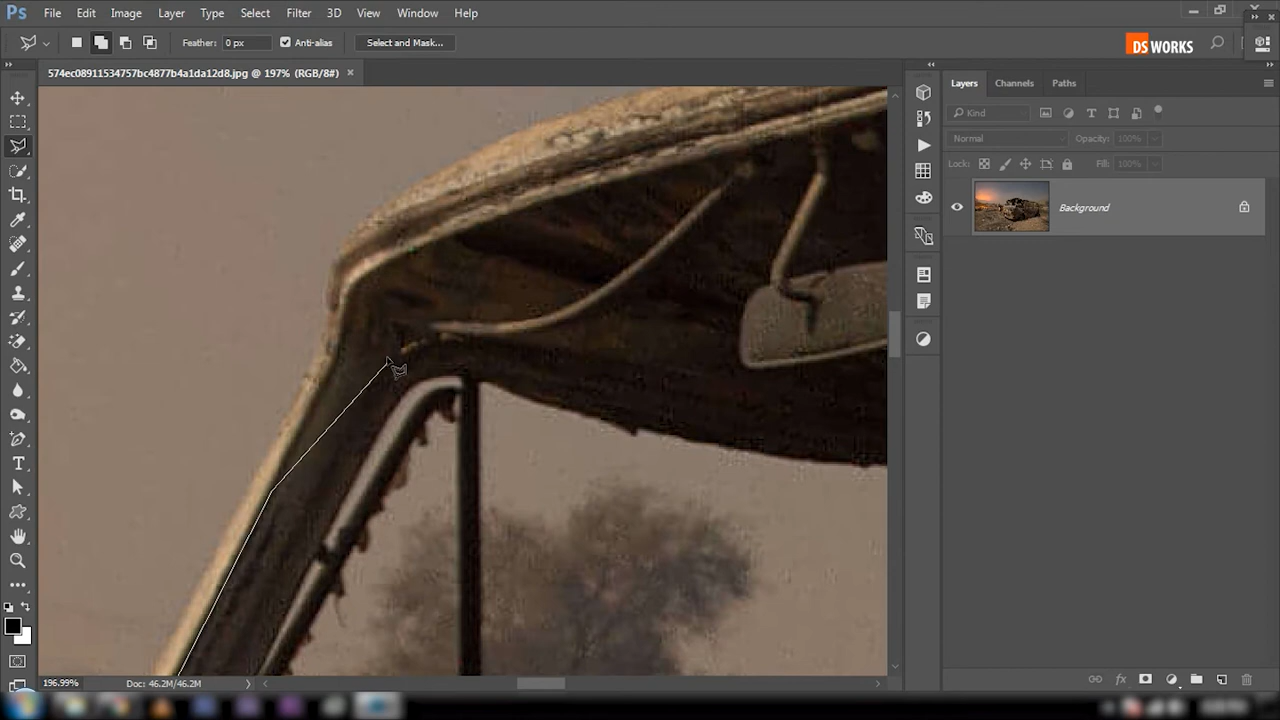 Ps File Edit Image Layer Type Select Filter 3D View Window Help
Feather: 0 px Anti-alias Select and Mask... DS WORKS
574ec08911534757bc4877b4a1da12d8.jpg @ 197% (RGB/8#) ×
Layers Channels Paths
Kind
Normal Opacity: 100%
Lock: Fill: 100%
Background
196.99% Doc: 46.2M/46.2M